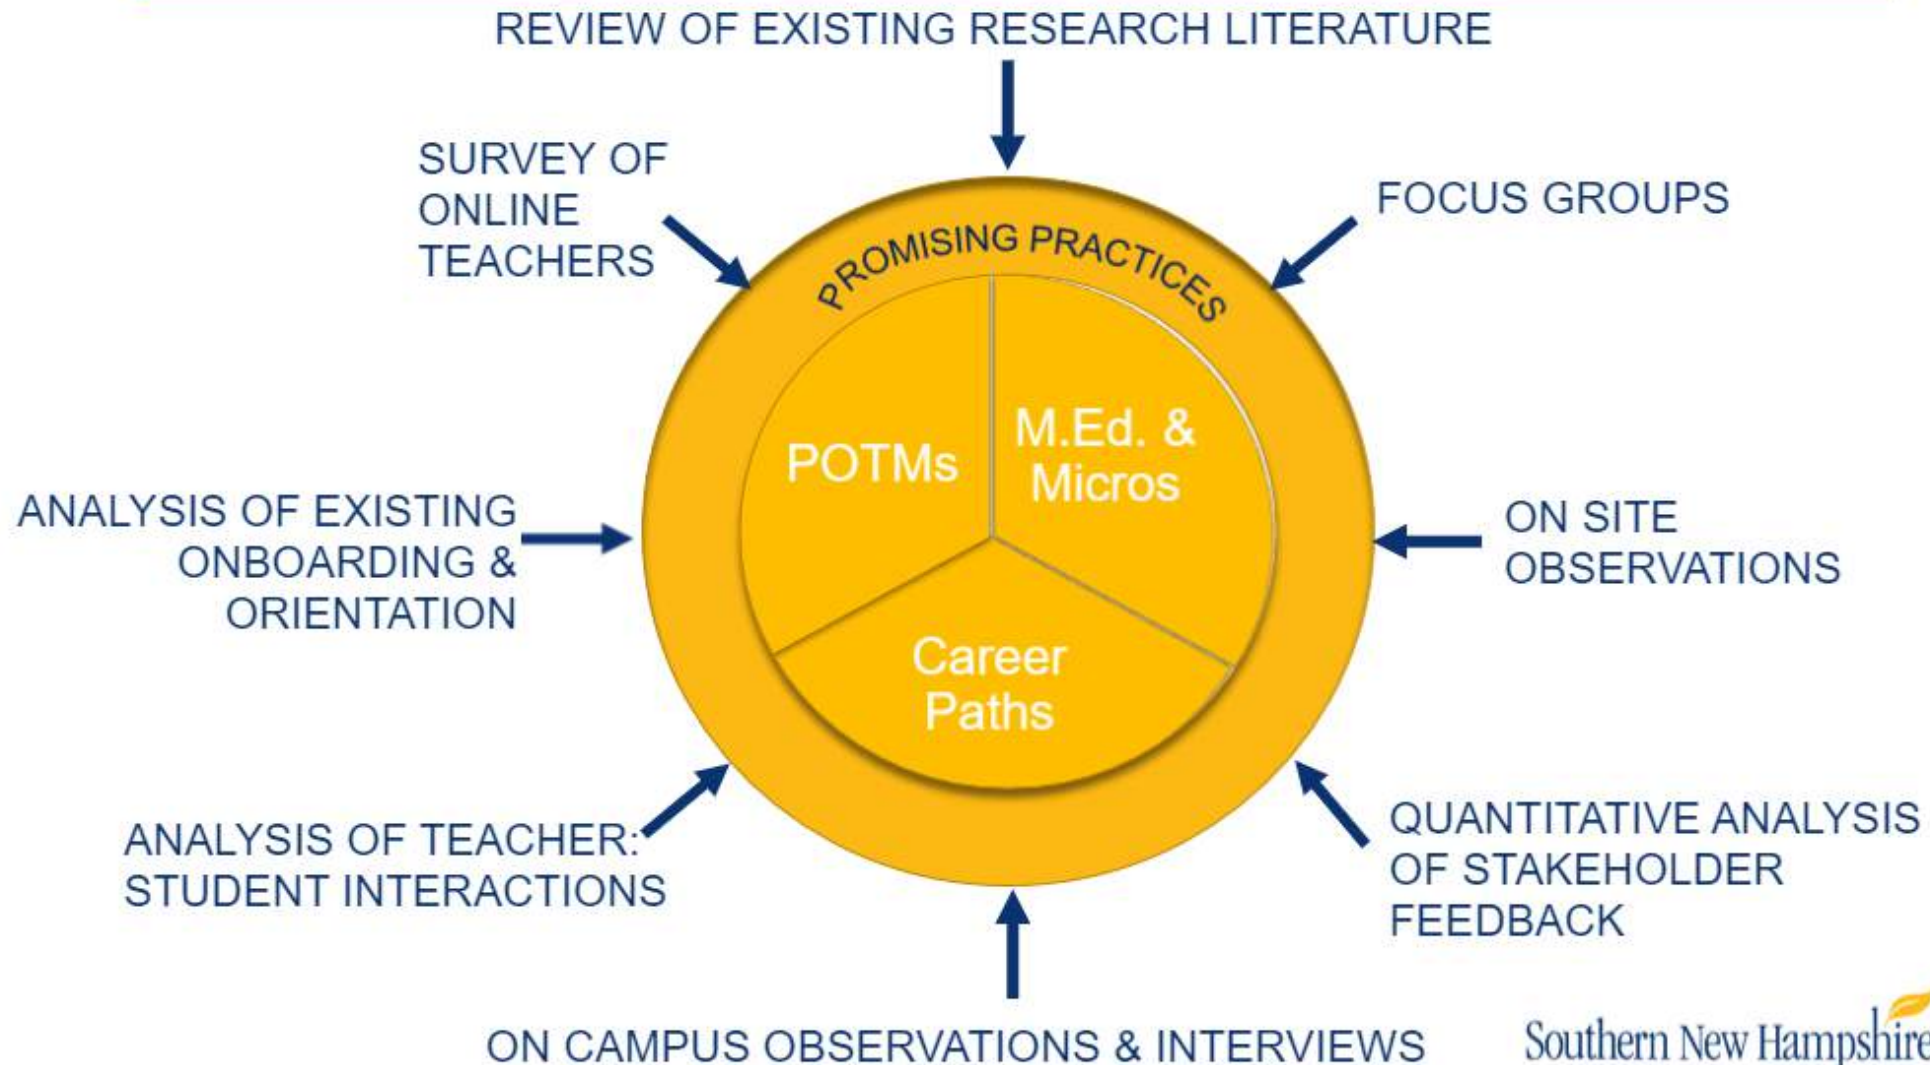 REVIEW OF EXISTING RESEARCH LITERATURE
SURVEY OF
ONLINE
TEACHERS
FOCUS GROUPS
PROMISING PRACTICES
POTMs
M.Ed. &
Micros
Career
Paths
ANALYSIS OF EXISTING
ONBOARDING &
ORIENTATION
ON SITE
OBSERVATIONS
ANALYSIS OF TEACHER:
STUDENT INTERACTIONS
QUANTITATIVE ANALYSIS
OF STAKEHOLDER
FEEDBACK
ON CAMPUS OBSERVATIONS & INTERVIEWS
Southern New Hampshire